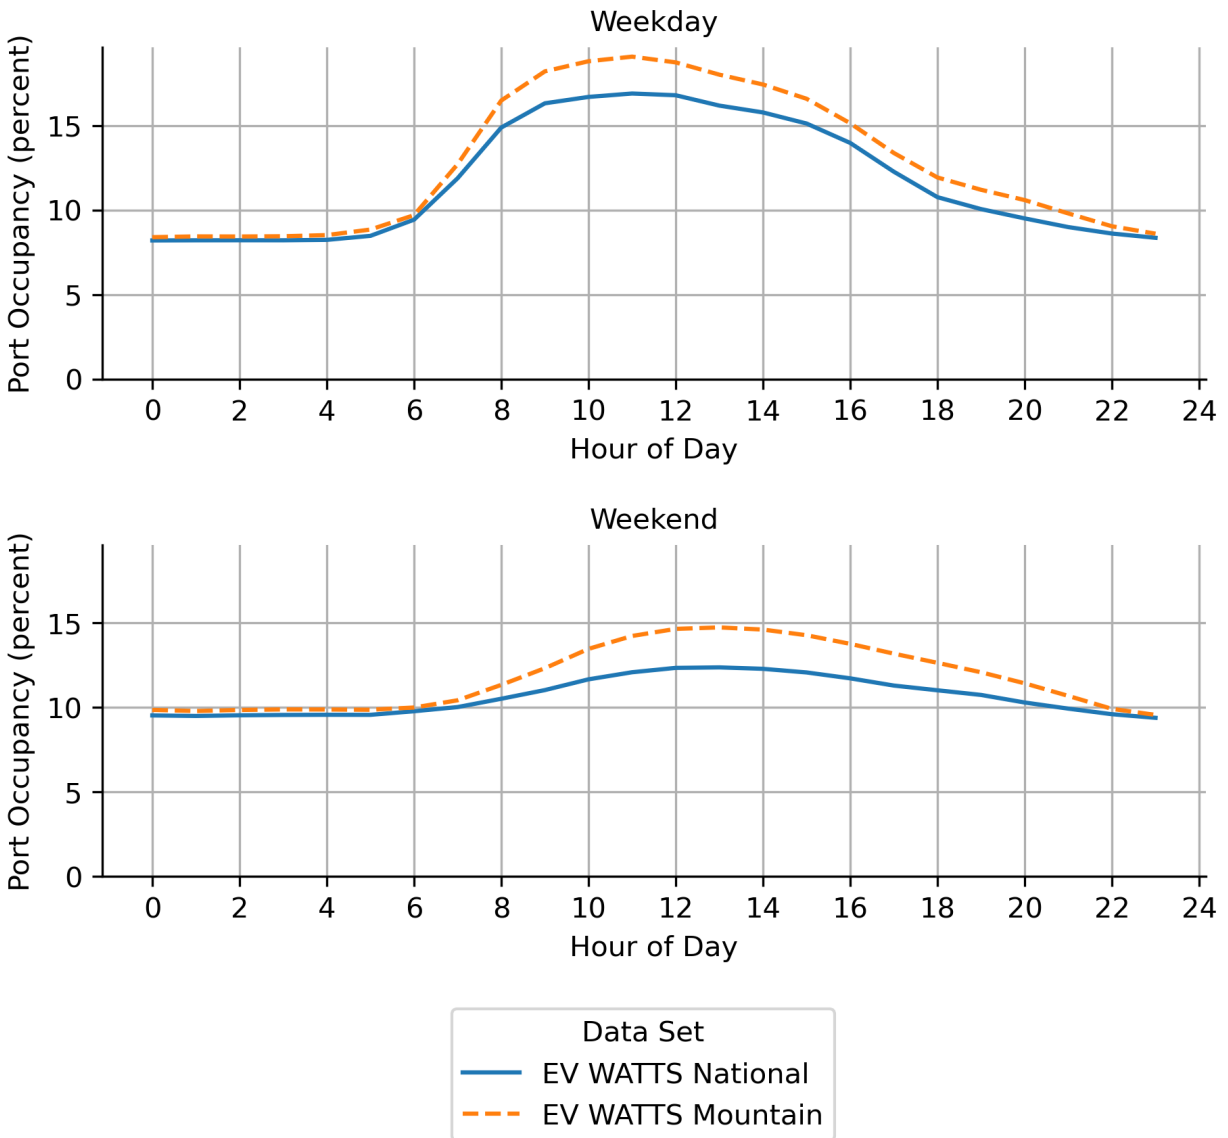 Weekday
Port Occupancy (percent)
15
10
5
0
0 2 4 6 8 10 12 14 16 18 20 22 24
Hour of Day
Weekend
Port Occupancy (percent)
15
10
5
0
0 2 4 6 8 10 12 14 16 18 20 22 24
Hour of Day
Data Set
EV WATTS National
EV WATTS Mountain